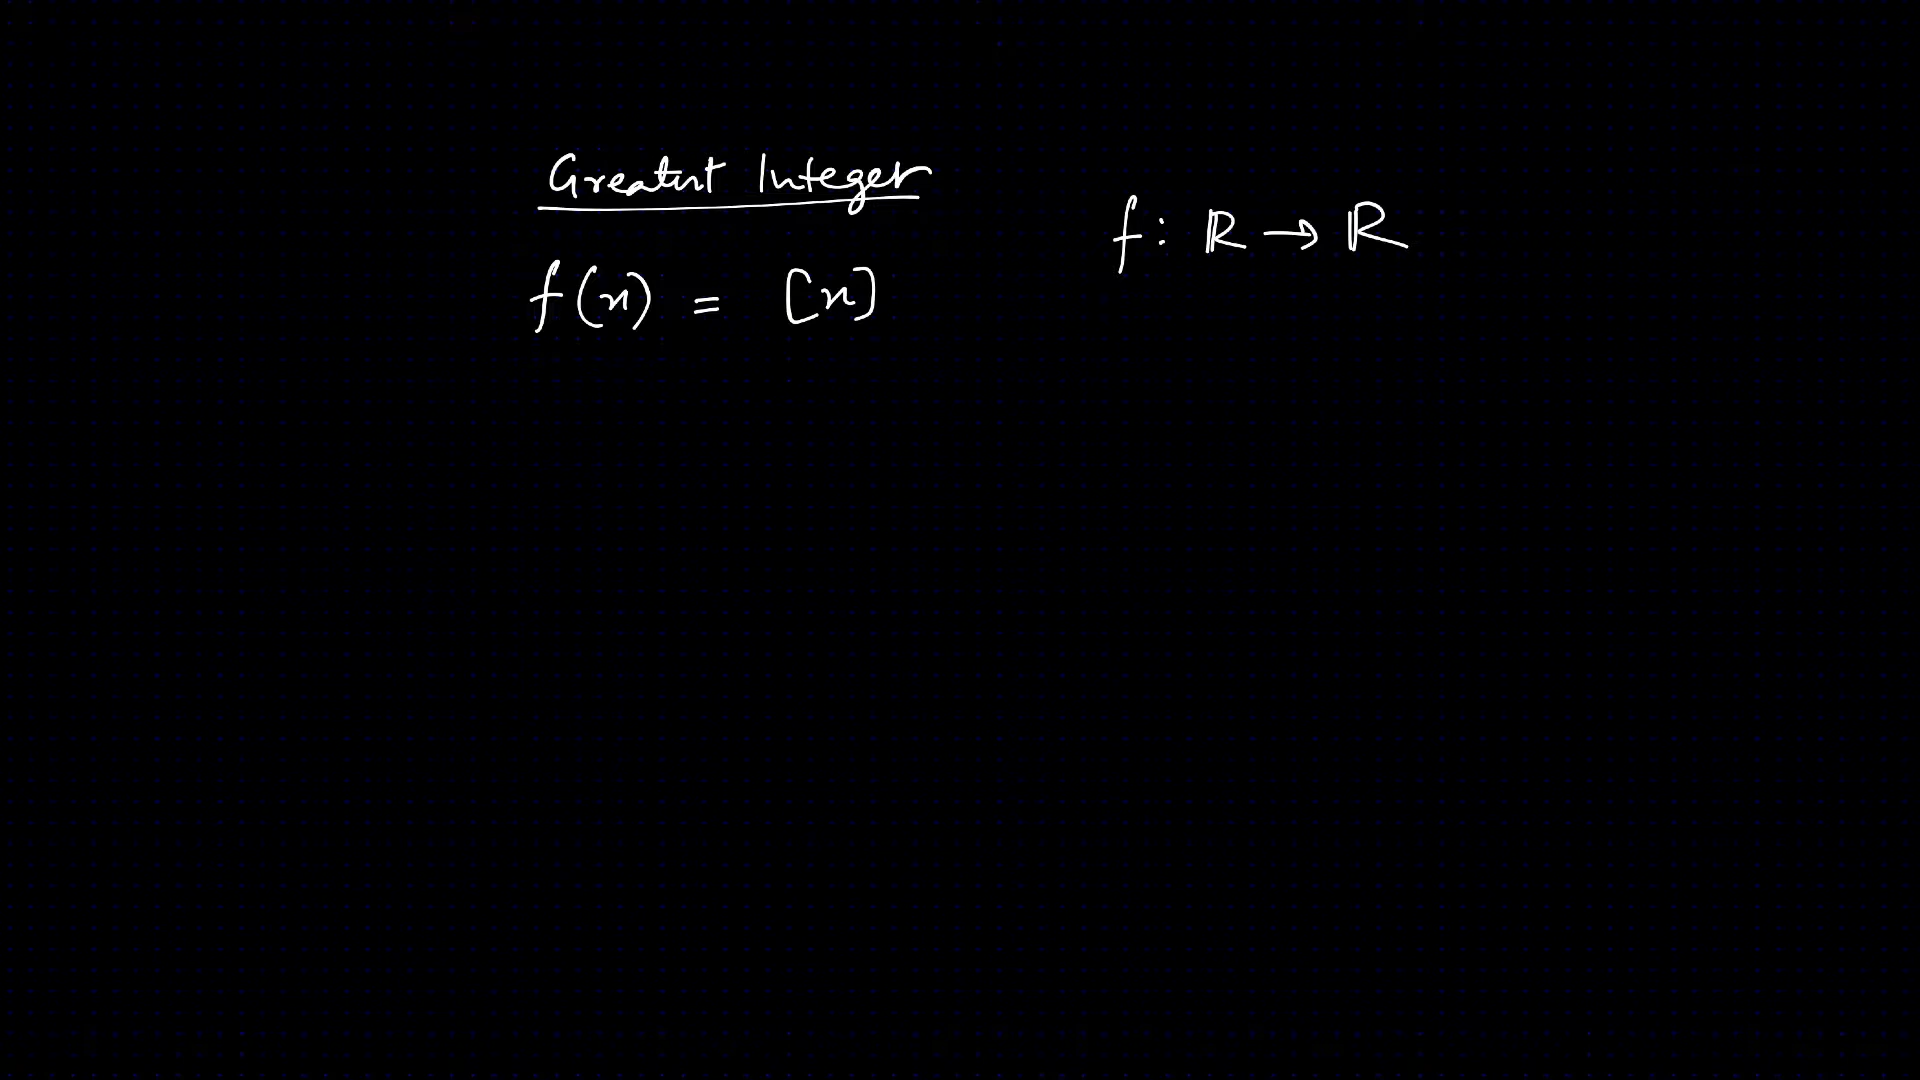 Greatest Integer
f: ℝ → ℝ
f(x) = [x]